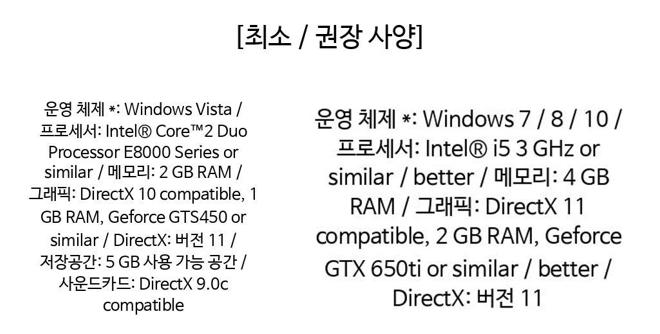 [최소 / 권장 사양]
운영 체제 *: Windows Vista /
프로세서: Intel® Core™2 Duo
Processor E8000 Series or
similar / 메모리: 2 GB RAM /
그래픽: DirectX 10 compatible, 1
GB RAM, Geforce GTS450 or
similar / DirectX: 버전 11 /
저장공간: 5 GB 사용 가능 공간 /
사운드카드: DirectX 9.0c
compatible
운영 체제 *: Windows 7 / 8 / 10 /
프로세서: Intel® i5 3 GHz or
similar / better / 메모리: 4 GB
RAM / 그래픽: DirectX 11
compatible, 2 GB RAM, Geforce
GTX 650ti or similar / better /
DirectX: 버전 11